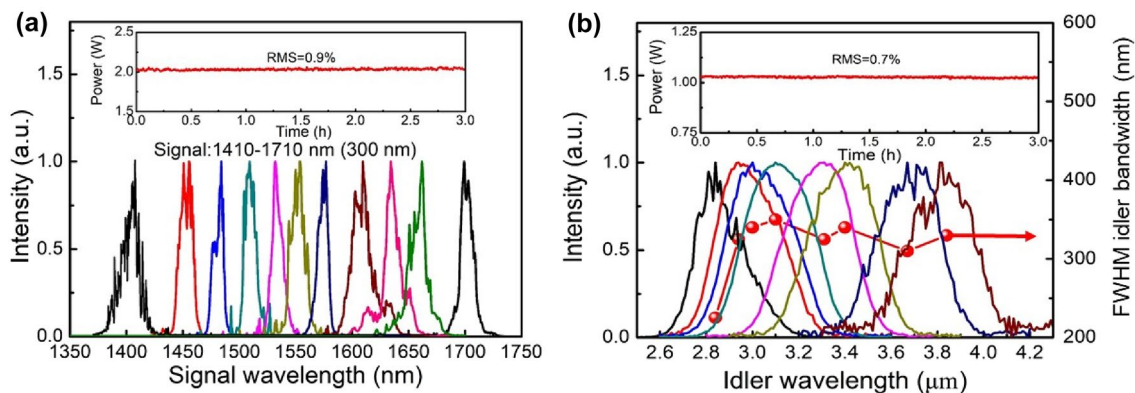 (a)
2.5
2.0
1.5
Power (W)
RMS=0.9%
0.0 0.5 1.0 1.5 2.0 2.5 3.0
Time (h)
Signal:1410-1710 nm (300 nm)
1.5
1.0
0.5
0.0
Intensity (a.u.)
1350 1400 1450 1500 1550 1600 1650 1700 1750
Signal wavelength (nm)
(b)
1.25
1.00
0.75
Power (W)
RMS=0.7%
0.0 0.6 1.2 1.8 2.4 3.0
Time (h)
1.5
1.0
0.5
0.0
Intensity (a.u.)
2.6 2.8 3.0 3.2 3.4 3.6 3.8 4.0 4.2
Idler wavelength (μm)
600
500
400
300
200
FWHM idler bandwidth (nm)